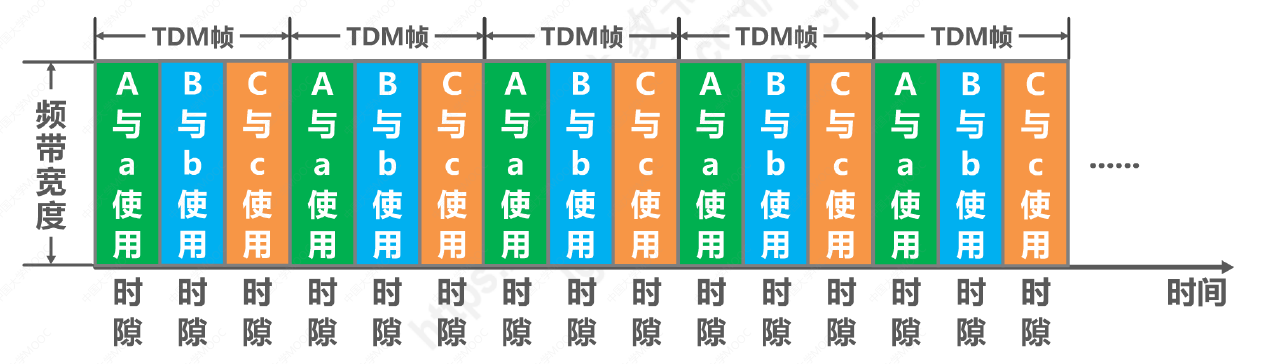 TDM帧 TDM帧 TDM帧 TDM帧 TDM帧
频带宽度
A与a使用 B与b使用 C与c使用 A与a使用 B与b使用 C与c使用 A与a使用 B与b使用 C与c使用 A与a使用 B与b使用 C与c使用 A与a使用 B与b使用 C与c使用 ......
时隙 时隙 时隙 时隙 时隙 时隙 时隙 时隙 时隙 时隙 时隙 时隙 时隙 时隙 时隙 时间